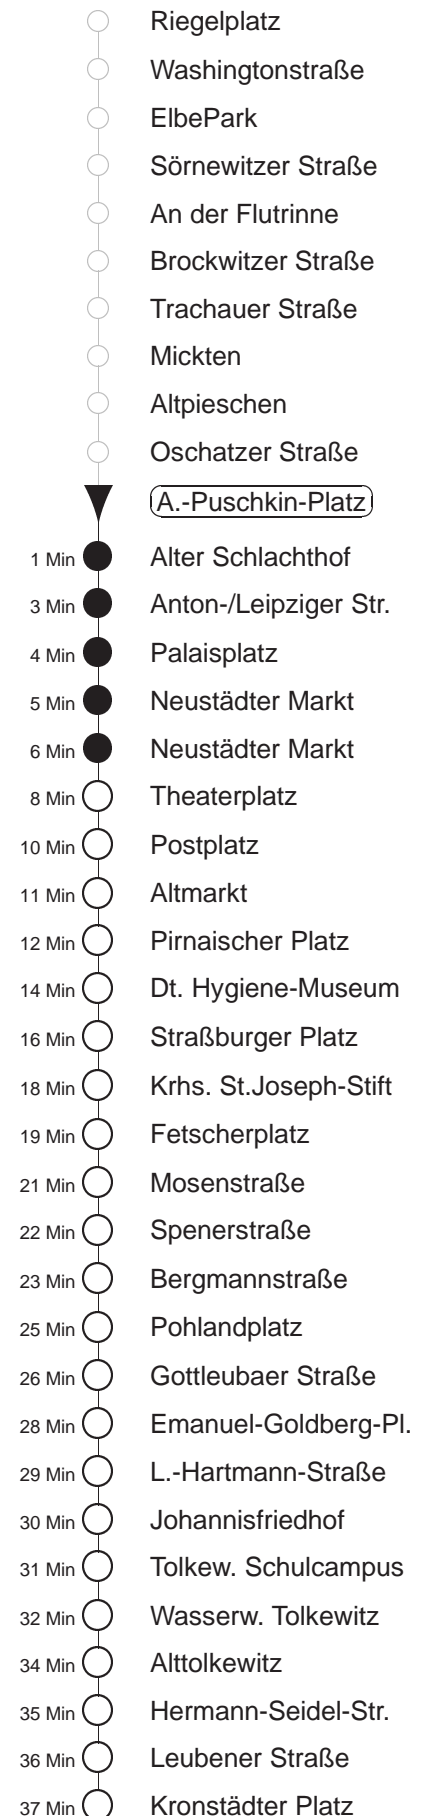 Riegelplatz
Washingtonstraße
ElbePark
Sörnewitzer Straße
An der Flutrinne
Brockwitzer Straße
Trachauer Straße
Mickten
Altpieschen
Oschatzer Straße
A.-Puschkin-Platz
1 Min Alter Schlachthof
3 Min Anton-/Leipziger Str.
4 Min Palaisplatz
5 Min Neustädter Markt
6 Min Neustädter Markt
8 Min Theaterplatz
10 Min Postplatz
11 Min Altmarkt
12 Min Pirnaischer Platz
14 Min Dt. Hygiene-Museum
16 Min Straßburger Platz
18 Min Krhs. St.Joseph-Stift
19 Min Fetscherplatz
21 Min Mosenstraße
22 Min Spenerstraße
23 Min Bergmannstraße
25 Min Pohlandplatz
26 Min Gottleubaer Straße
28 Min Emanuel-Goldberg-Pl.
29 Min L.-Hartmann-Straße
30 Min Johannisfriedhof
31 Min Tolkew. Schulcampus
32 Min Wasserw. Tolkewitz
34 Min Alttolkewitz
35 Min Hermann-Seidel-Str.
36 Min Leubener Straße
37 Min Kronstädter Platz